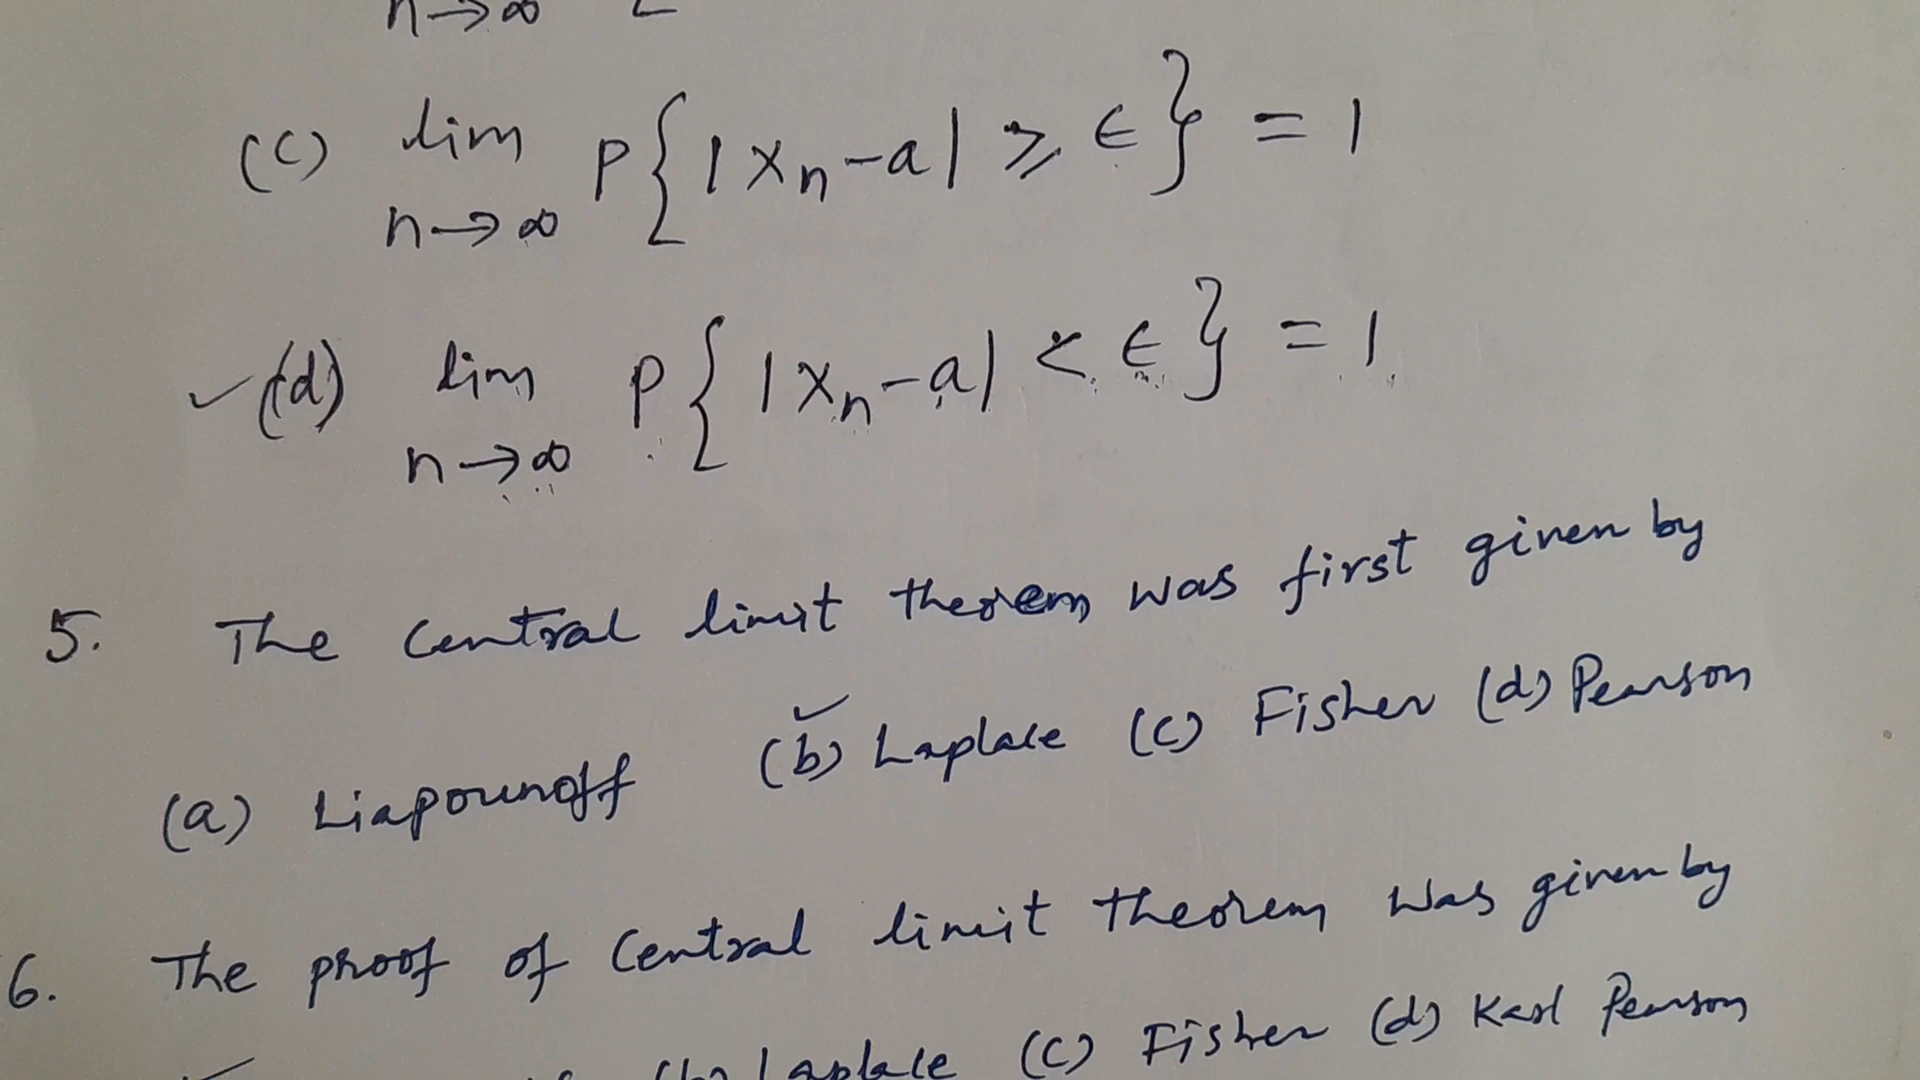 n→∞
(c) lim P{|Xn-a| ≥ ϵ} = 1
n→∞
✓(d) lim P{|Xn-a| < ϵ} = 1
n→∞
5. The Central limit theorem was first given by
(a) Liapounoff (b) Laplace (c) Fisher (d) Pearson
6. The proof of Central limit theorem was given by
(b) Laplace (c) Fisher (d) Karl Pearson